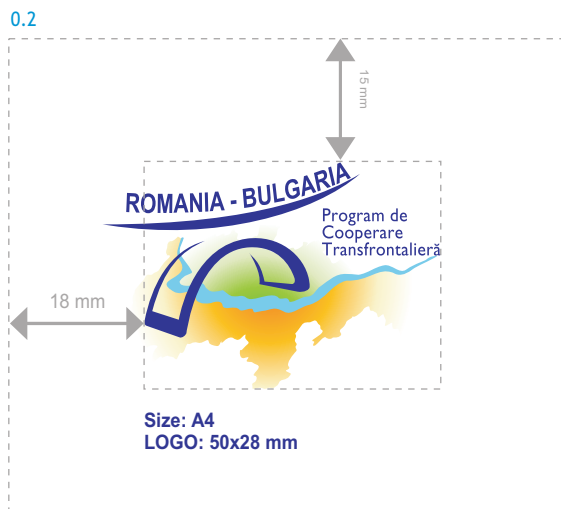 0.2
15 mm
ROMANIA - BULGARIA
Program de
Cooperare
Transfrontalieră
18 mm
Size: A4
LOGO: 50x28 mm